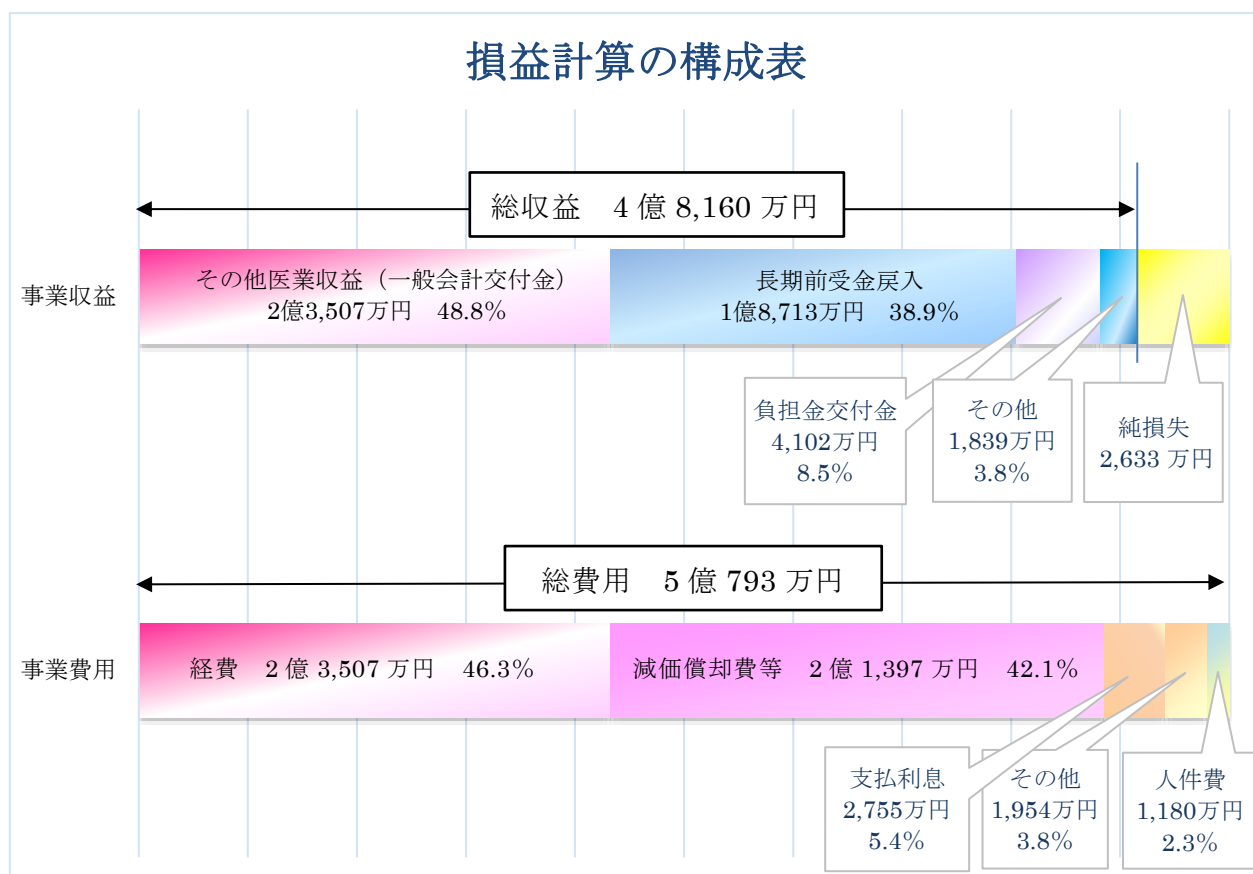 損益計算の構成表
総収益　4 億 8,160 万円
事業収益
その他医業収益（一般会計交付金）
2億3,507万円　48.8%
長期前受金戻入
1億8,713万円　38.9%
負担金交付金
4,102万円
8.5%
その他
1,839万円
3.8%
純損失
2,633 万円
総費用　5 億 793 万円
事業費用
経費　2 億 3,507 万円　46.3%
減価償却費等　2 億 1,397 万円　42.1%
支払利息
2,755万円
5.4%
その他
1,954万円
3.8%
人件費
1,180万円
2.3%